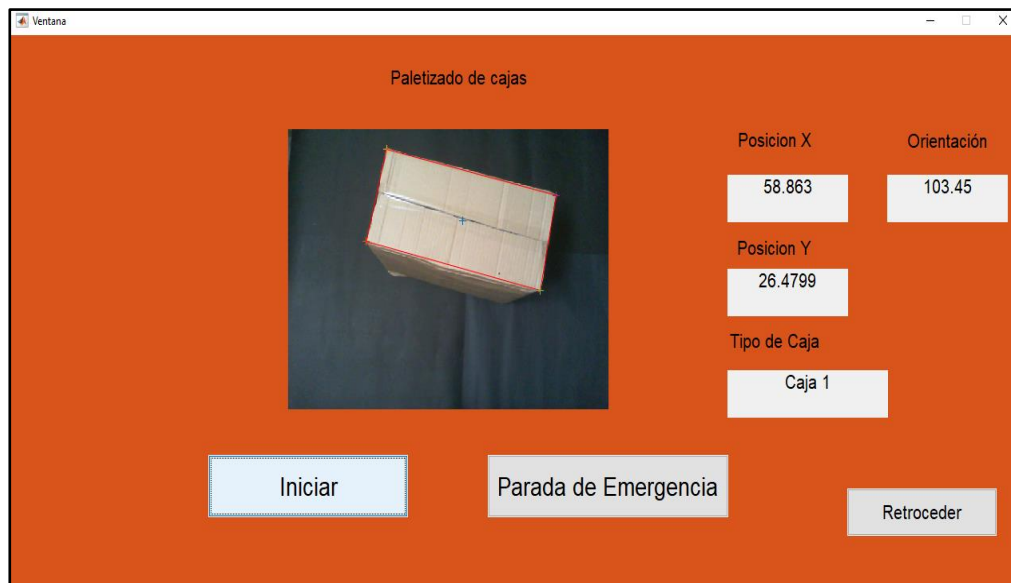 Ventana
Paletizado de cajas
Posicion X
Orientación
58.863
103.45
Posicion Y
26.4799
Tipo de Caja
Caja 1
Iniciar
Parada de Emergencia
Retroceder